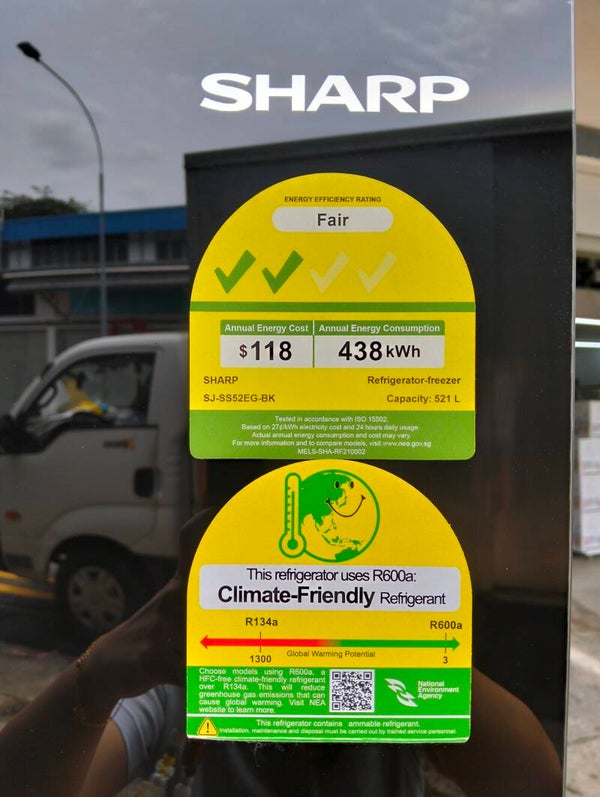 SHARP
ENERGY EFFICIENCY RATING
Fair
Annual Energy Cost
Annual Energy Consumption
$118
438 kWh
SHARP
Refrigerator-freezer
SJ-SS52EG-BK
Capacity: 521 L
Tested in accordance with ISO 15502.
Based on 27¢/kWh electricity cost and 24 hours daily usage
Actual annual energy consumption and cost may vary.
For more information and to compare models, visit www.nea.gov.sg
MELS-SHA-RF210002
This refrigerator uses R600a:
Climate-Friendly Refrigerant
R134a
R600a
Global Warming Potential
1300
3
Choose models using R600a, a
HFC-free climate-friendly refrigerant
over R134a. This will reduce
greenhouse gas emissions that can
cause global warming. Visit NEA
website to learn more.
National
Environment
Agency
This refrigerator contains ammable refrigerant.
Installation, maintenance and disposal must be carried out by trained service personnel.